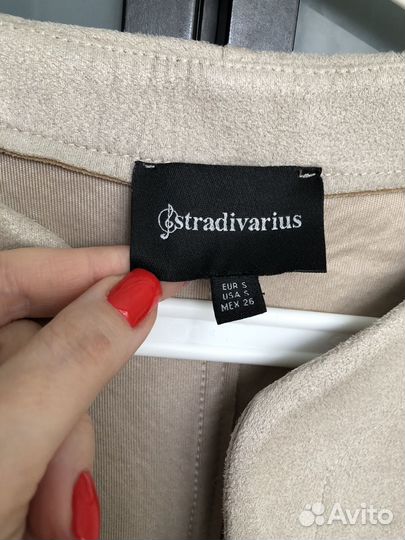 stradivarius
EUR S
USA S
MEX 26
Avito